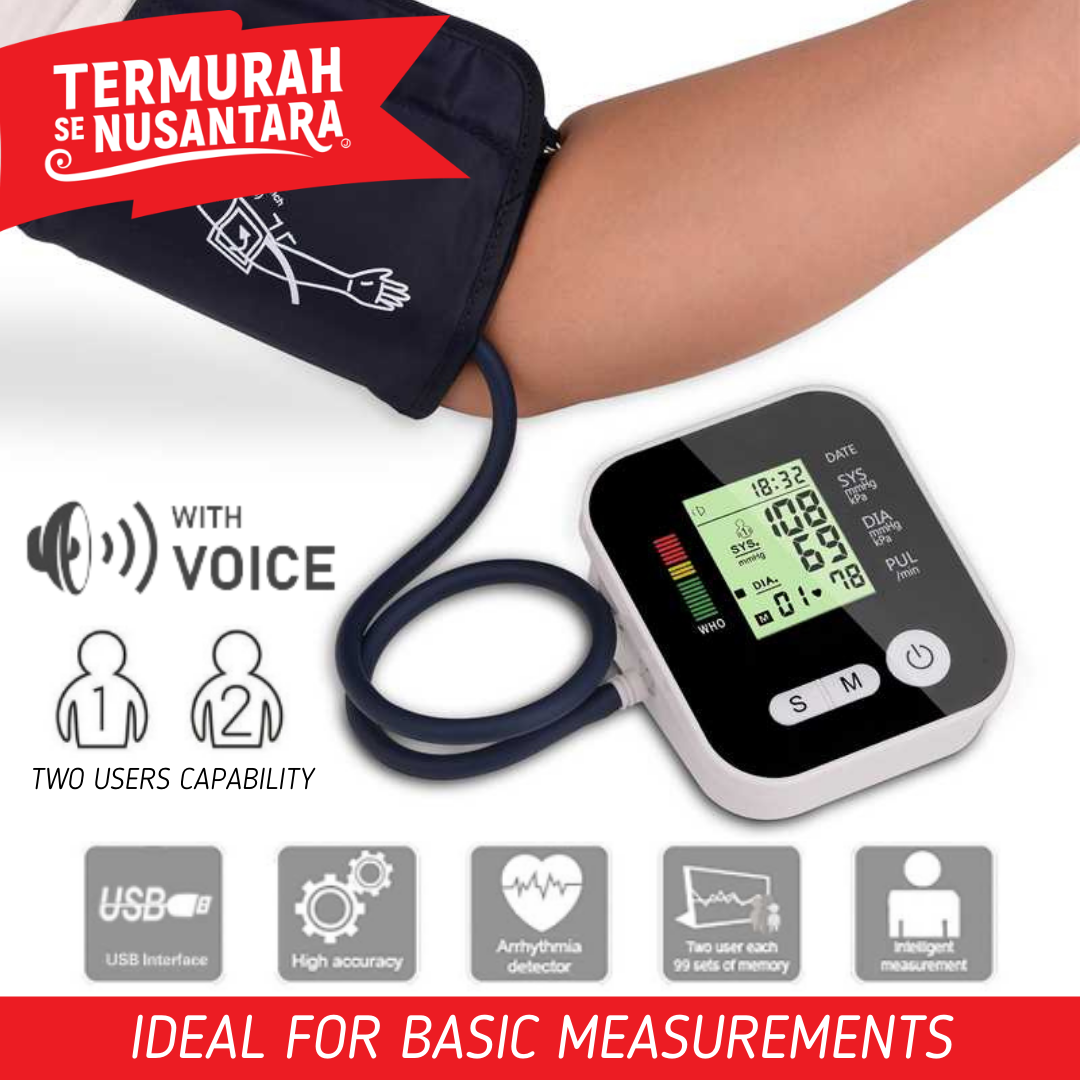 TERMURAH
SE NUSANTARA
WITH
VOICE
1 2
TWO USERS CAPABILITY
18:32
108
SYS.
mmHg
69
DIA.
M 01 78
WHO
DATE
SYS
mmHg
kPa
DIA
mmHg
kPa
PUL
/min
S M
USB
USB Interface
High accuracy
Arrhythmia
detector
Two user each
99 sets of memory
Intelligent
measurement
IDEAL FOR BASIC MEASUREMENTS